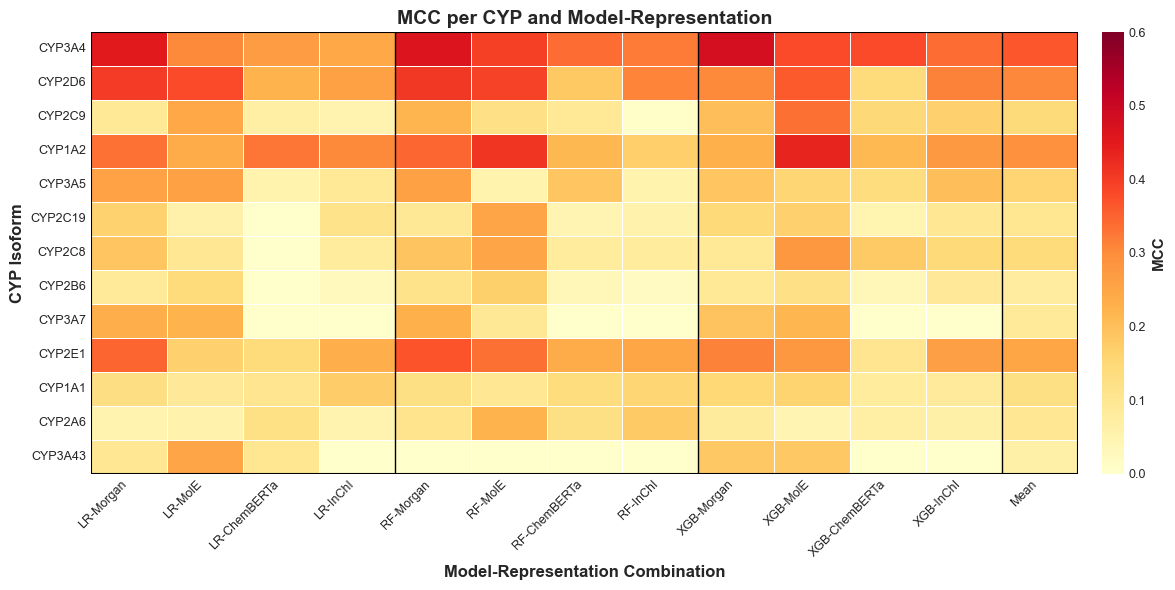 MCC per CYP and Model-Representation
CYP3A4
CYP2D6
CYP2C9
CYP1A2
CYP3A5
CYP2C19
CYP2C8
CYP2B6
CYP3A7
CYP2E1
CYP1A1
CYP2A6
CYP3A43
CYP Isoform
LR-Morgan
LR-MolE
LR-ChemBERTa
LR-InChI
RF-Morgan
RF-MolE
RF-ChemBERTa
RF-InChI
XGB-Morgan
XGB-MolE
XGB-ChemBERTa
XGB-InChI
Mean
Model-Representation Combination
0.6
0.5
0.4
0.3
0.2
0.1
0.0
MCC